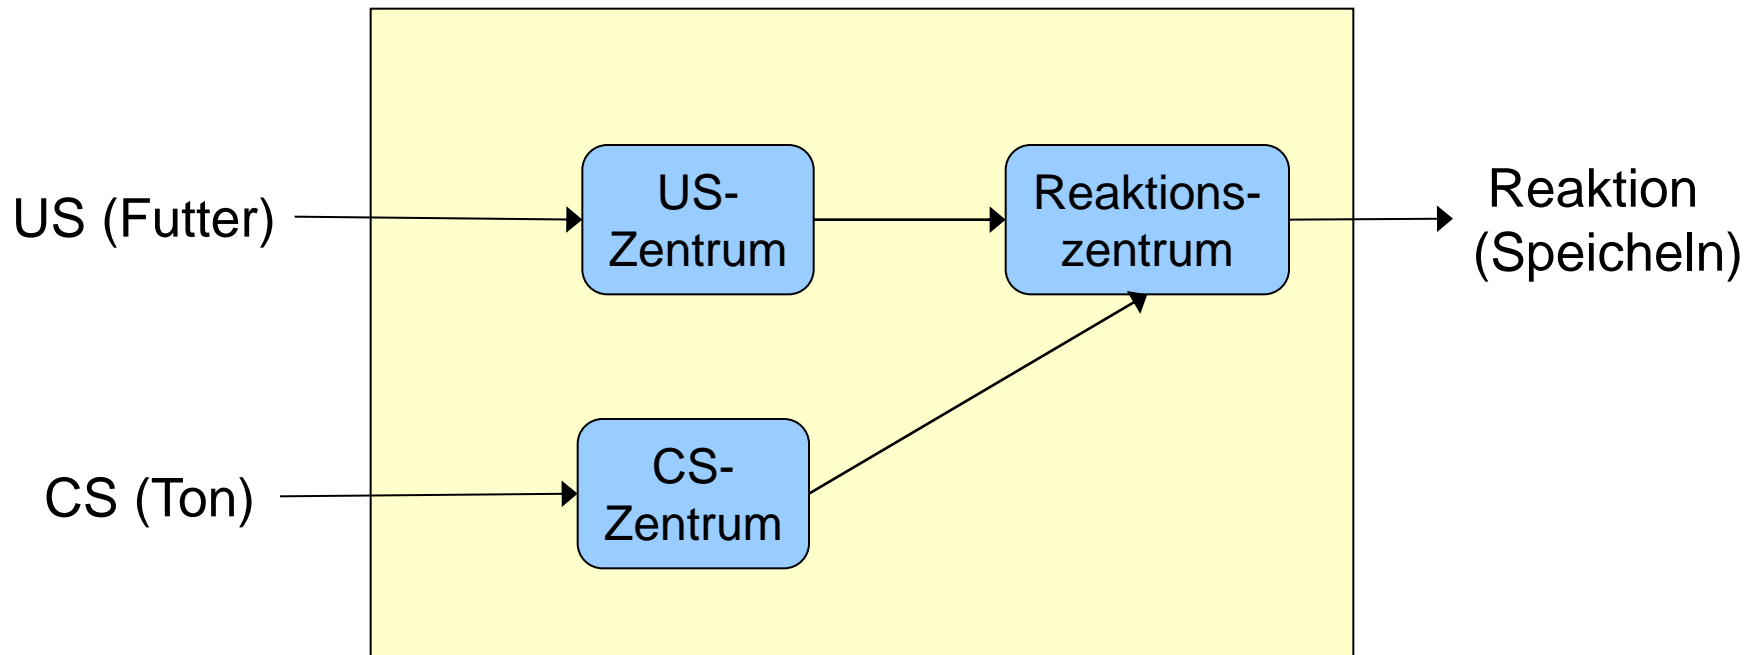 US (Futter)
US-
Zentrum
Reaktions-
zentrum
Reaktion
(Speicheln)
CS (Ton)
CS-
Zentrum